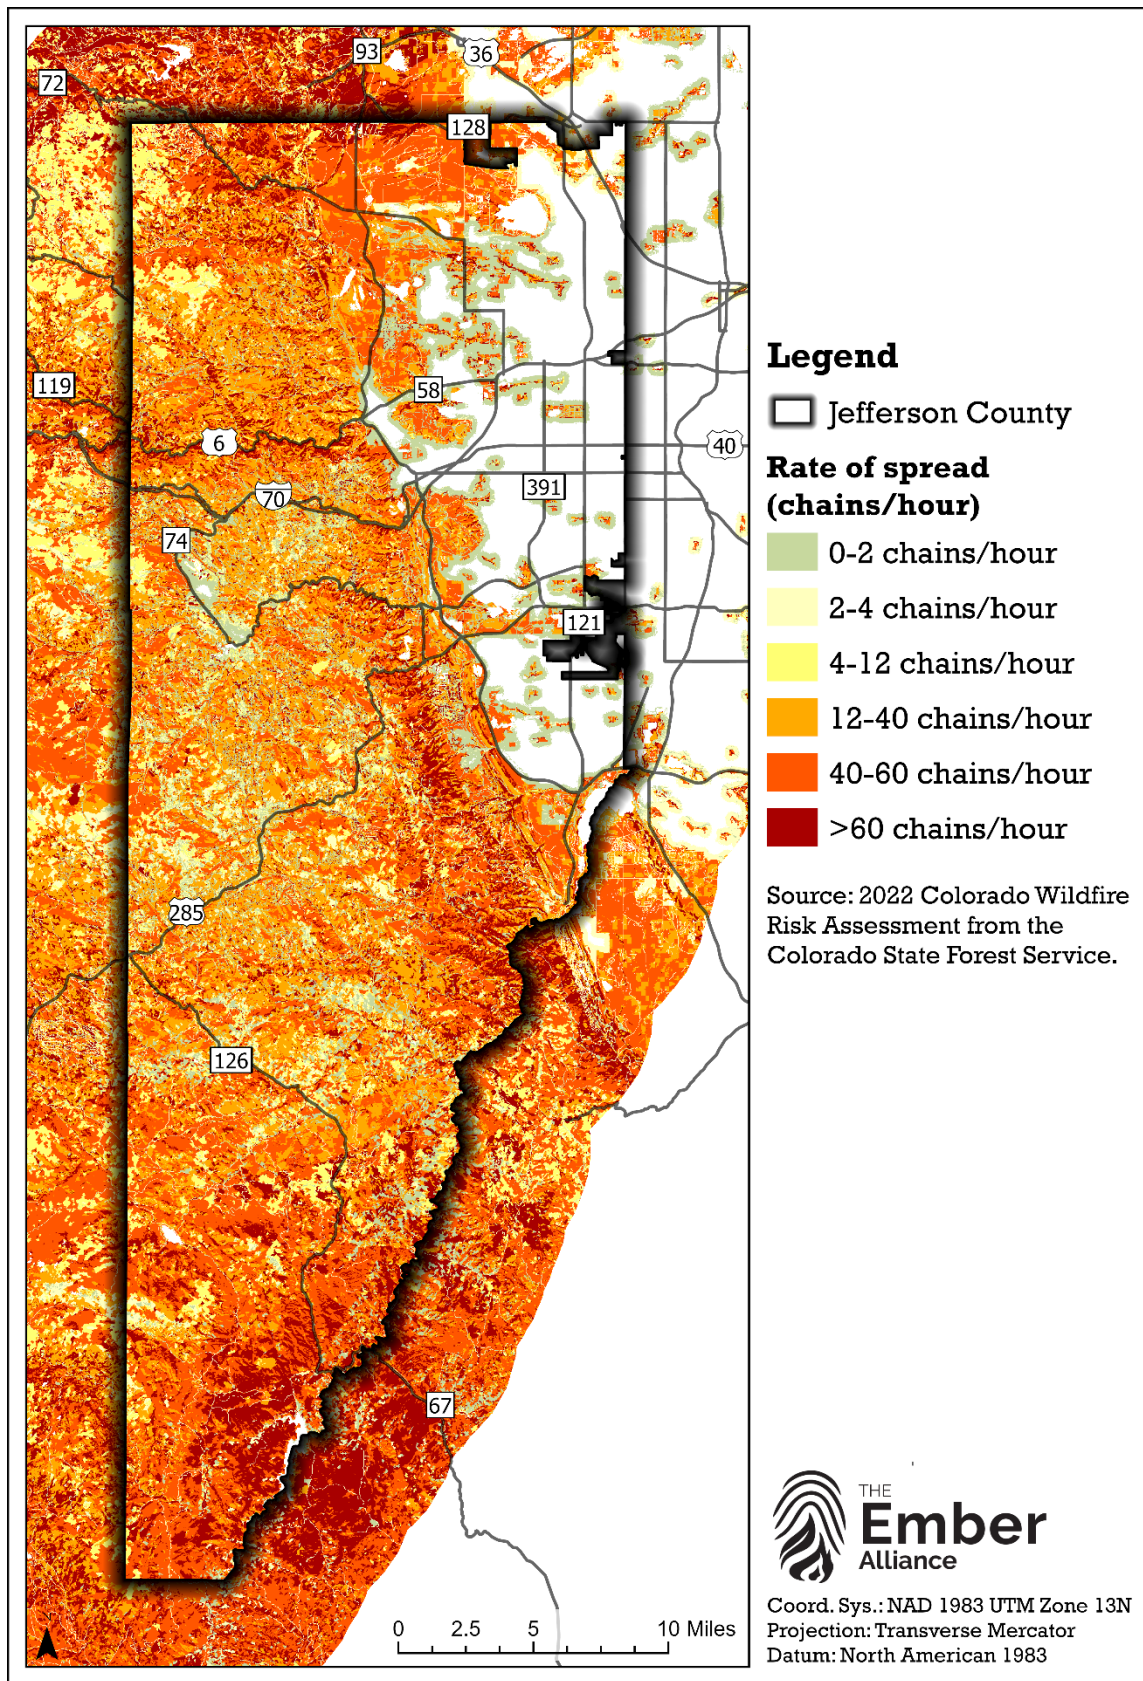 93
36
72
128
119
58
6
40
391
70
74
121
285
126
67
0 2.5 5 10 Miles
Legend
Jefferson County
Rate of spread
(chains/hour)
0-2 chains/hour
2-4 chains/hour
4-12 chains/hour
12-40 chains/hour
40-60 chains/hour
>60 chains/hour
Source: 2022 Colorado Wildfire
Risk Assessment from the
Colorado State Forest Service.
THE
Ember
Alliance
Coord. Sys.: NAD 1983 UTM Zone 13N
Projection: Transverse Mercator
Datum: North American 1983